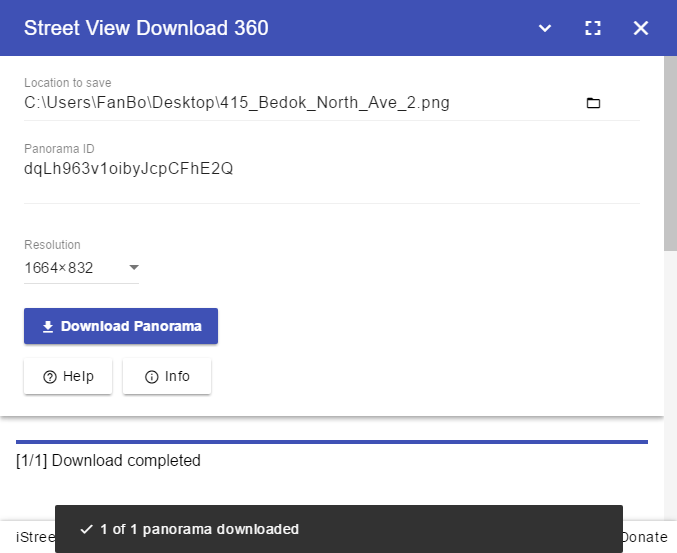 Street View Download 360
Location to save
C:\Users\FanBo\Desktop\415_Bedok_North_Ave_2.png
Panorama ID
dqLh963v1oibyJcpCFhE2Q
Resolution
1664×832
Download Panorama
Help
Info
[1/1] Download completed
1 of 1 panorama downloaded
iStree
Donate